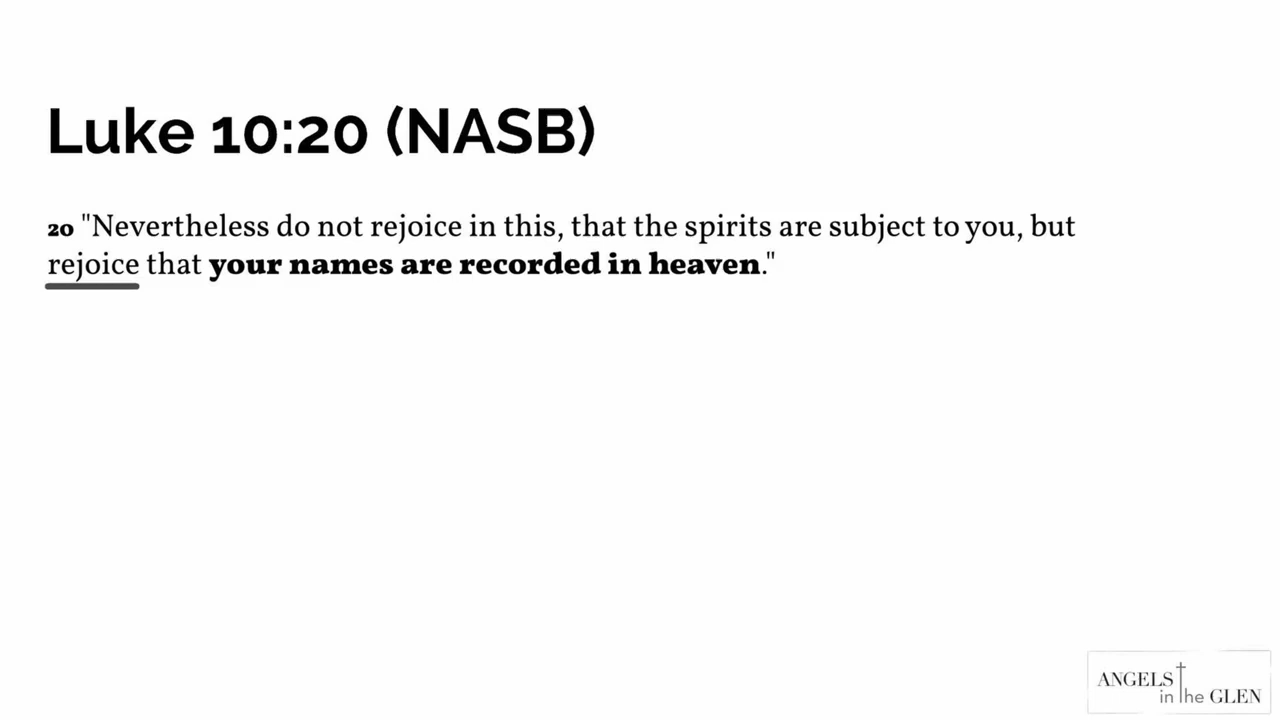 Luke 10:20 (NASB)
20 "Nevertheless do not rejoice in this, that the spirits are subject to you, but
rejoice that your names are recorded in heaven."
ANGELS
in the GLEN